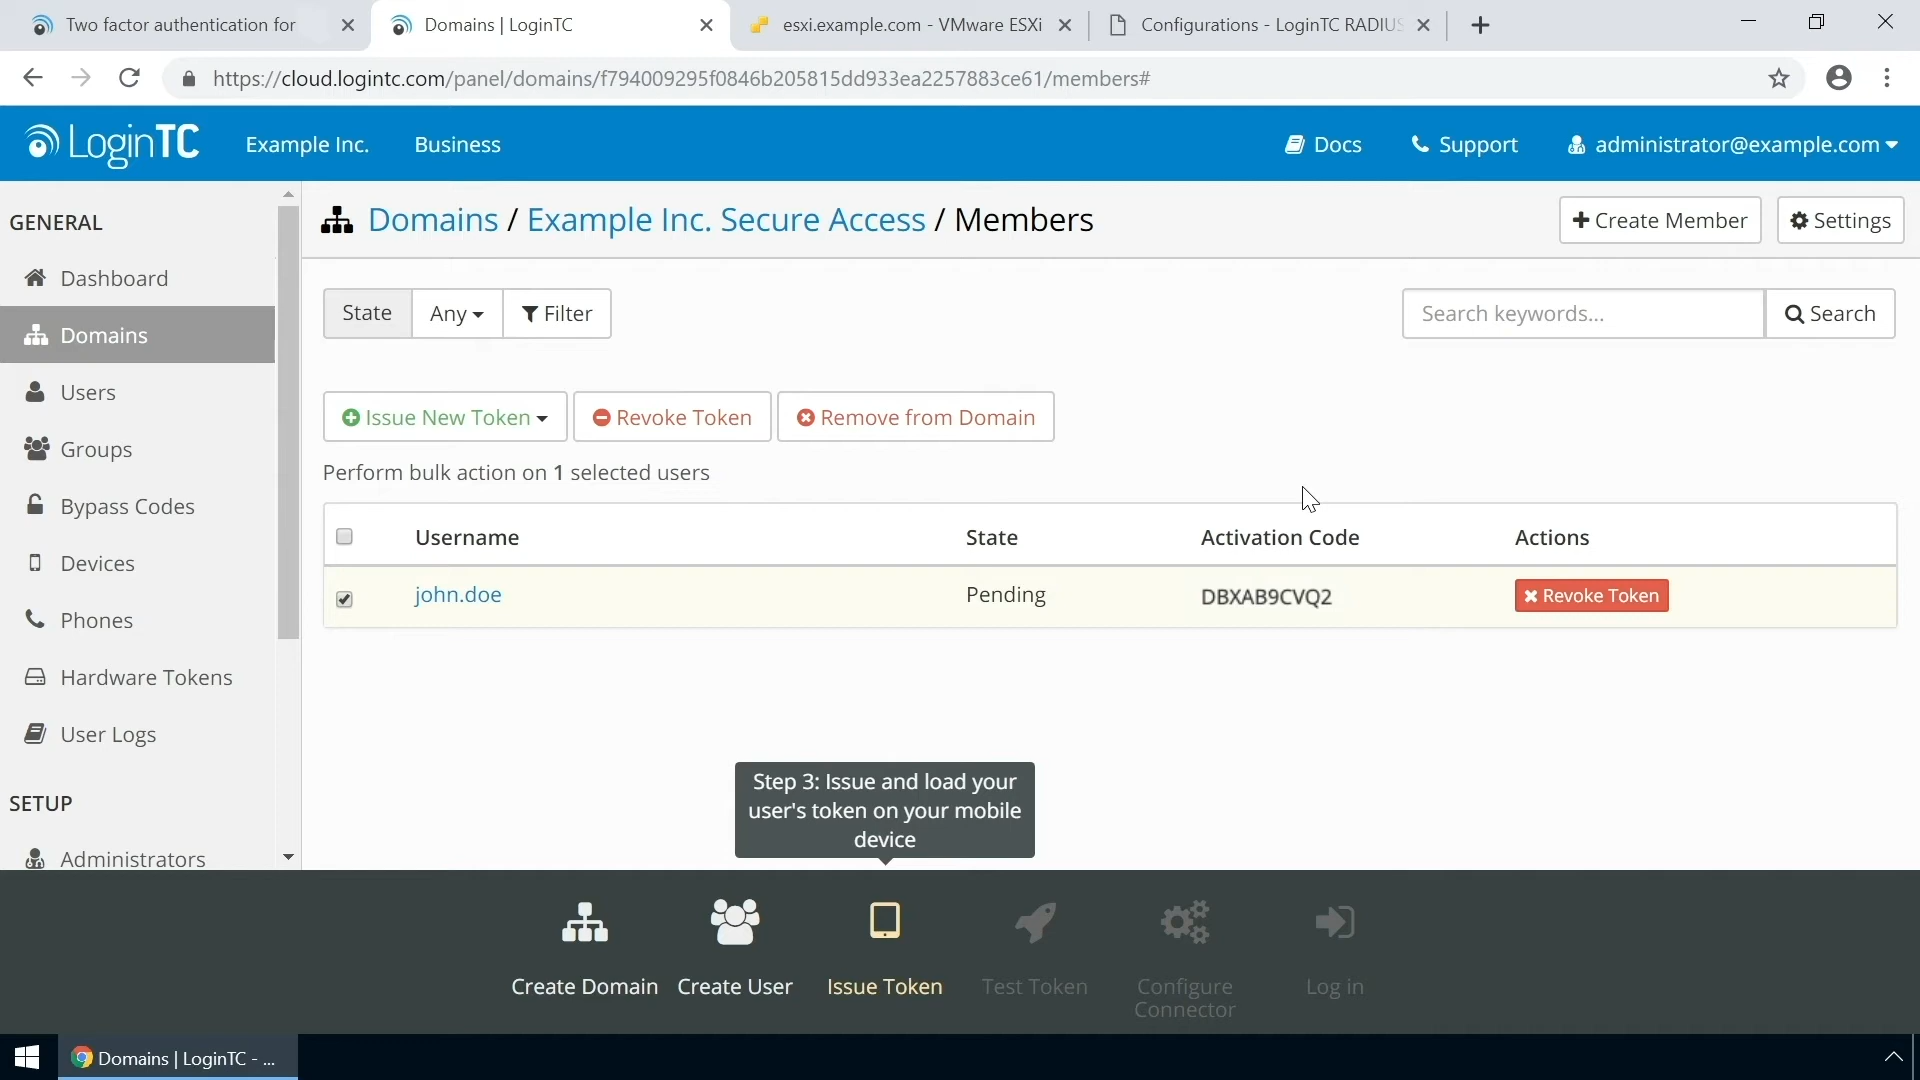 Two factor authentication for
Domains | LoginTC
esxi.example.com - VMware ESXi
Configurations - LoginTC RADIUS
https://cloud.logintc.com/panel/domains/f794009295f0846b205815dd933ea2257883ce61/members#
LoginTC
Example Inc.
Business
Docs
Support
administrator@example.com
GENERAL
Dashboard
Domains
Users
Groups
Bypass Codes
Devices
Phones
Hardware Tokens
User Logs
SETUP
Administrators
Domains / Example Inc. Secure Access / Members
Create Member
Settings
State
Any
Filter
Search keywords...
Search
Issue New Token
Revoke Token
Remove from Domain
Perform bulk action on 1 selected users
Username
State
Activation Code
Actions
john.doe
Pending
DBXAB9CVQ2
Revoke Token
Step 3: Issue and load your
user's token on your mobile
device
Create Domain
Create User
Issue Token
Test Token
Configure
Connector
Log in
Domains | LoginTC - ...